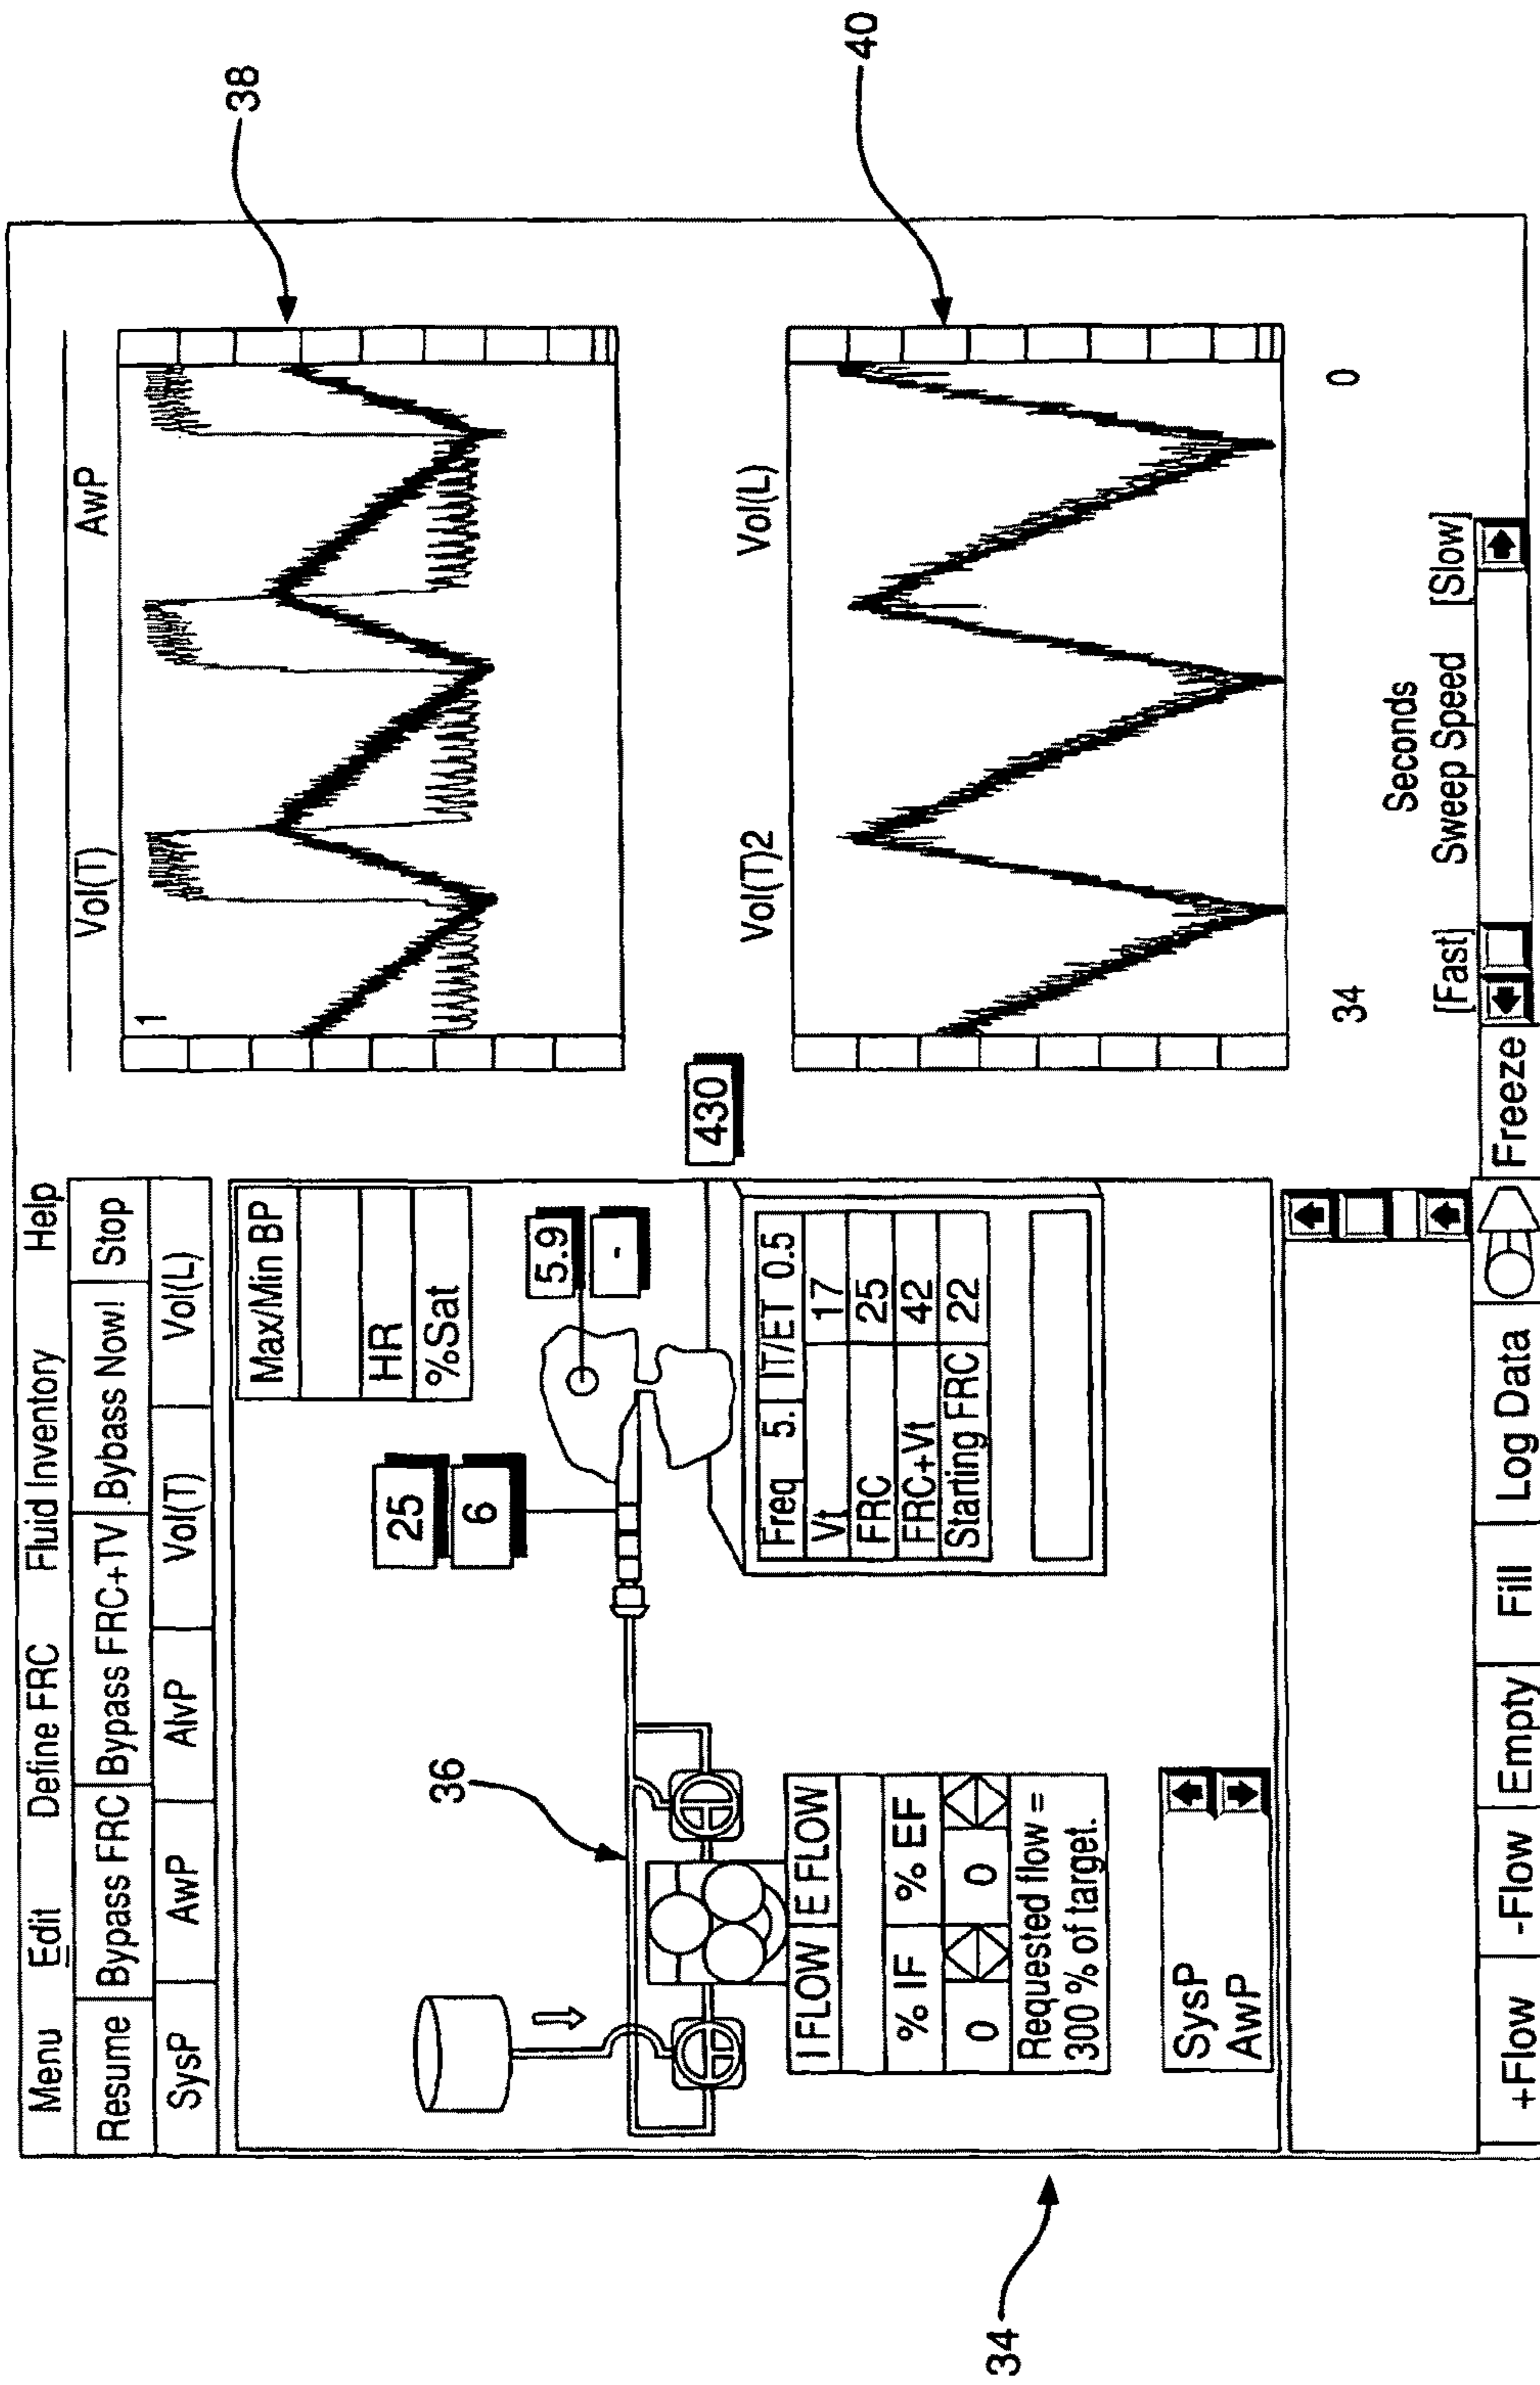 Menu Edit Define FRC Fluid Inventory Help
Resume Bypass FRC Bypass FRC+TV .Bybass Now! Stop
SysP AwP AlvP Vol(T) Vol(L)
Max/Min BP
HR
%Sat
25
6
5.9
-
36
430
I FLOW E FLOW
% IF % EF
0 0
Requested flow =
300 % of target.
Freq 5. IT/ET 0.5
Vt 17
FRC 25
FRC+Vt 42
Starting FRC 22
SysP
AwP
+Flow -Flow Empty Fill Log Data Freeze
Vol(T) AwP
1
38
Vol(T)2 Vol(L)
40
34 0
Seconds
[Fast] Sweep Speed [Slow]
34